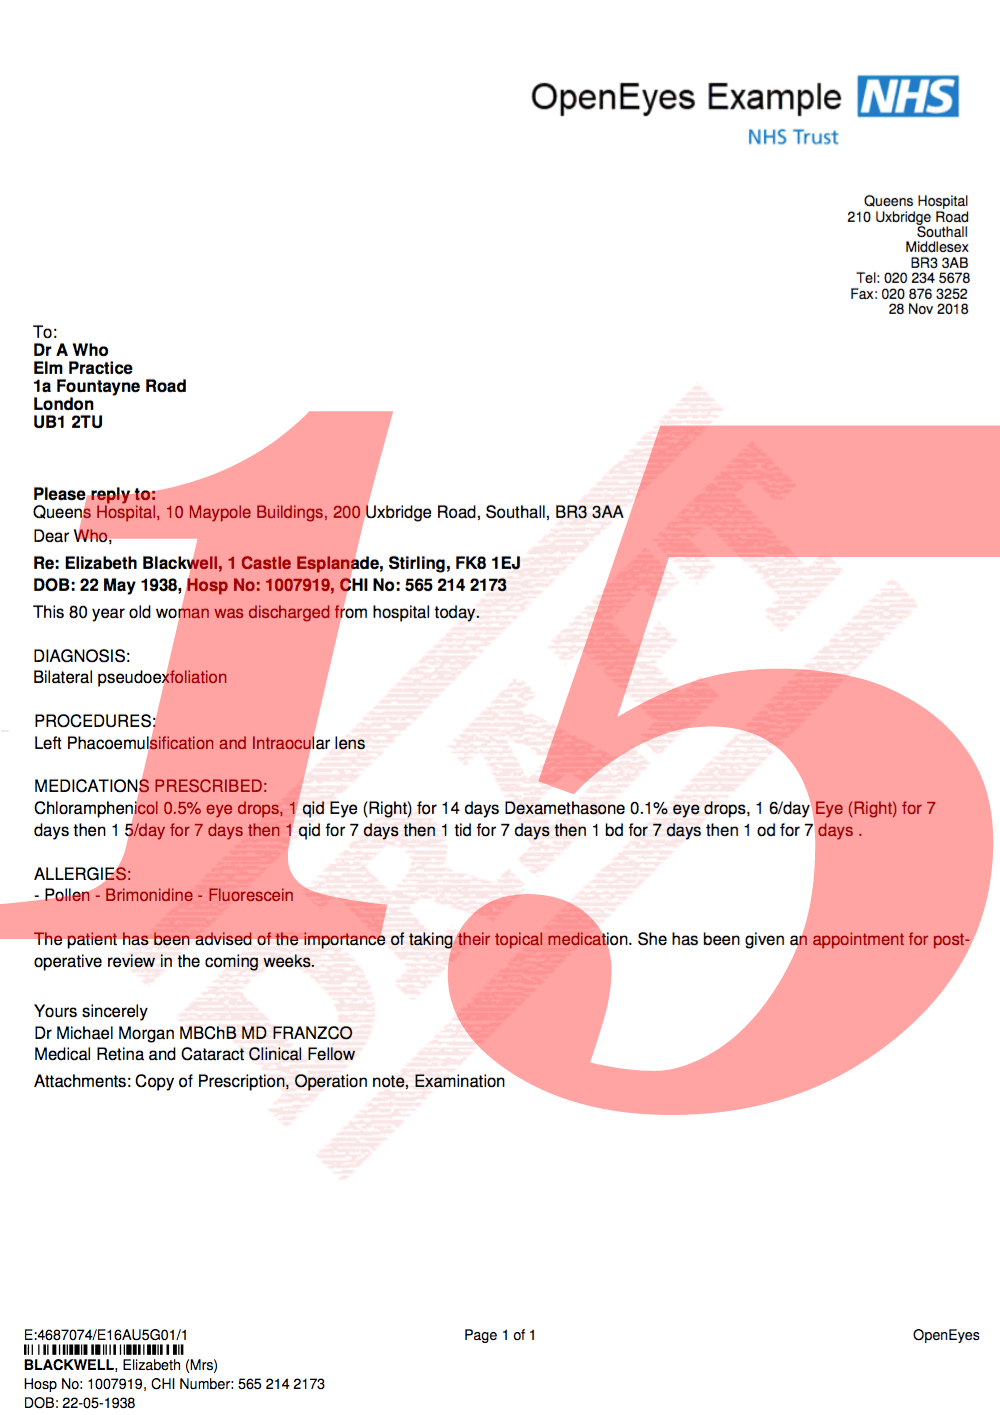 OpenEyes Example NHS
NHS Trust
Queens Hospital
210 Uxbridge Road
Southall
Middlesex
BR3 3AB
Tel: 020 234 5678
Fax: 020 876 3252
28 Nov 2018
To:
Dr A Who
Elm Practice
1a Fountayne Road
London
UB1 2TU
15
DRAFT
Please reply to:
Queens Hospital, 10 Maypole Buildings, 200 Uxbridge Road, Southall, BR3 3AA
Dear Who,
Re: Elizabeth Blackwell, 1 Castle Esplanade, Stirling, FK8 1EJ
DOB: 22 May 1938, Hosp No: 1007919, CHI No: 565 214 2173
This 80 year old woman was discharged from hospital today.
DIAGNOSIS:
Bilateral pseudoexfoliation
PROCEDURES:
Left Phacoemulsification and Intraocular lens
MEDICATIONS PRESCRIBED:
Chloramphenicol 0.5% eye drops, 1 qid Eye (Right) for 14 days Dexamethasone 0.1% eye drops, 1 6/day Eye (Right) for 7
days then 1 5/day for 7 days then 1 qid for 7 days then 1 tid for 7 days then 1 bd for 7 days then 1 od for 7 days .
ALLERGIES:
- Pollen - Brimonidine - Fluorescein
The patient has been advised of the importance of taking their topical medication. She has been given an appointment for post-
operative review in the coming weeks.
Yours sincerely
Dr Michael Morgan MBChB MD FRANZCO
Medical Retina and Cataract Clinical Fellow
Attachments: Copy of Prescription, Operation note, Examination
E:4687074/E16AU5G01/1 Page 1 of 1 OpenEyes
BLACKWELL, Elizabeth (Mrs)
Hosp No: 1007919, CHI Number: 565 214 2173
DOB: 22-05-1938